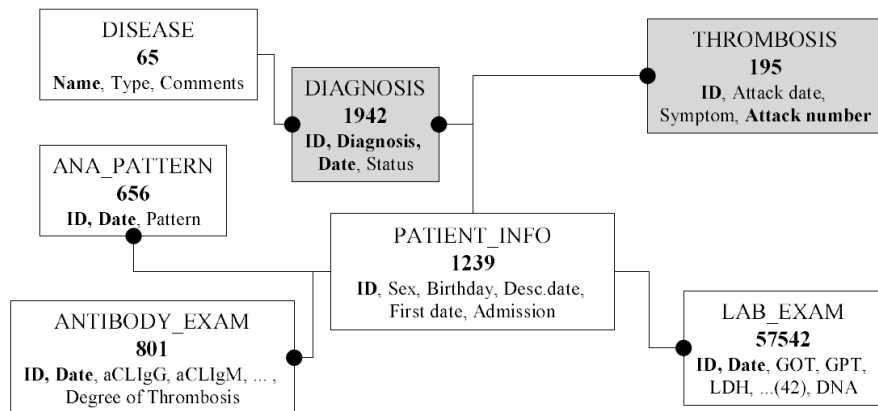 DISEASE
65
Name, Type, Comments
DIAGNOSIS
1942
ID, Diagnosis,
Date, Status
THROMBOSIS
195
ID, Attack date,
Symptom, Attack number
ANA_PATTERN
656
ID, Date, Pattern
PATIENT_INFO
1239
ID, Sex, Birthday, Desc.date,
First date, Admission
ANTIBODY_EXAM
801
ID, Date, aCLIgG, aCLIgM, ... ,
Degree of Thrombosis
LAB_EXAM
57542
ID, Date, GOT, GPT,
LDH, ...(42), DNA